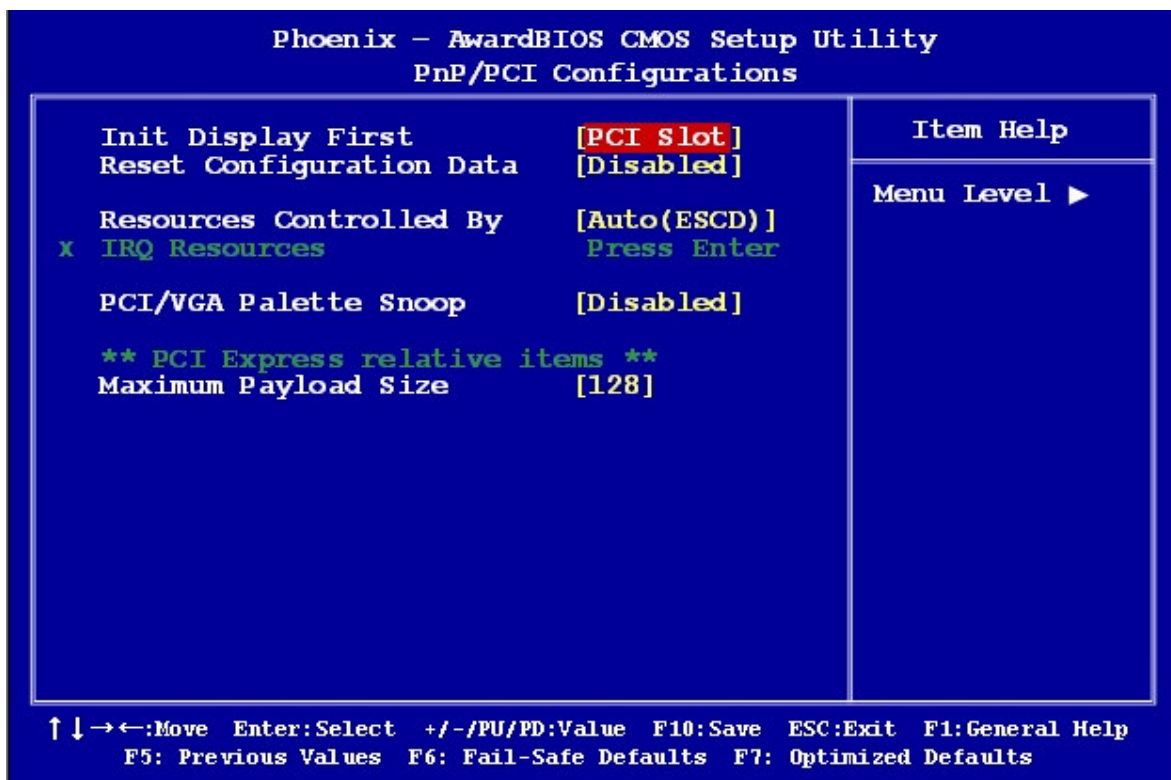 Phoenix – AwardBIOS CMOS Setup Utility
PnP/PCI Configurations
Init Display First [PCI Slot]
Reset Configuration Data [Disabled]
Resources Controlled By [Auto(ESCD)]
x IRQ Resources Press Enter
PCI/VGA Palette Snoop [Disabled]
** PCI Express relative items **
Maximum Payload Size [128]
Item Help
Menu Level ►
↑↓→←:Move Enter:Select +/-/PU/PD:Value F10:Save ESC:Exit F1:General Help
F5: Previous Values F6: Fail-Safe Defaults F7: Optimized Defaults